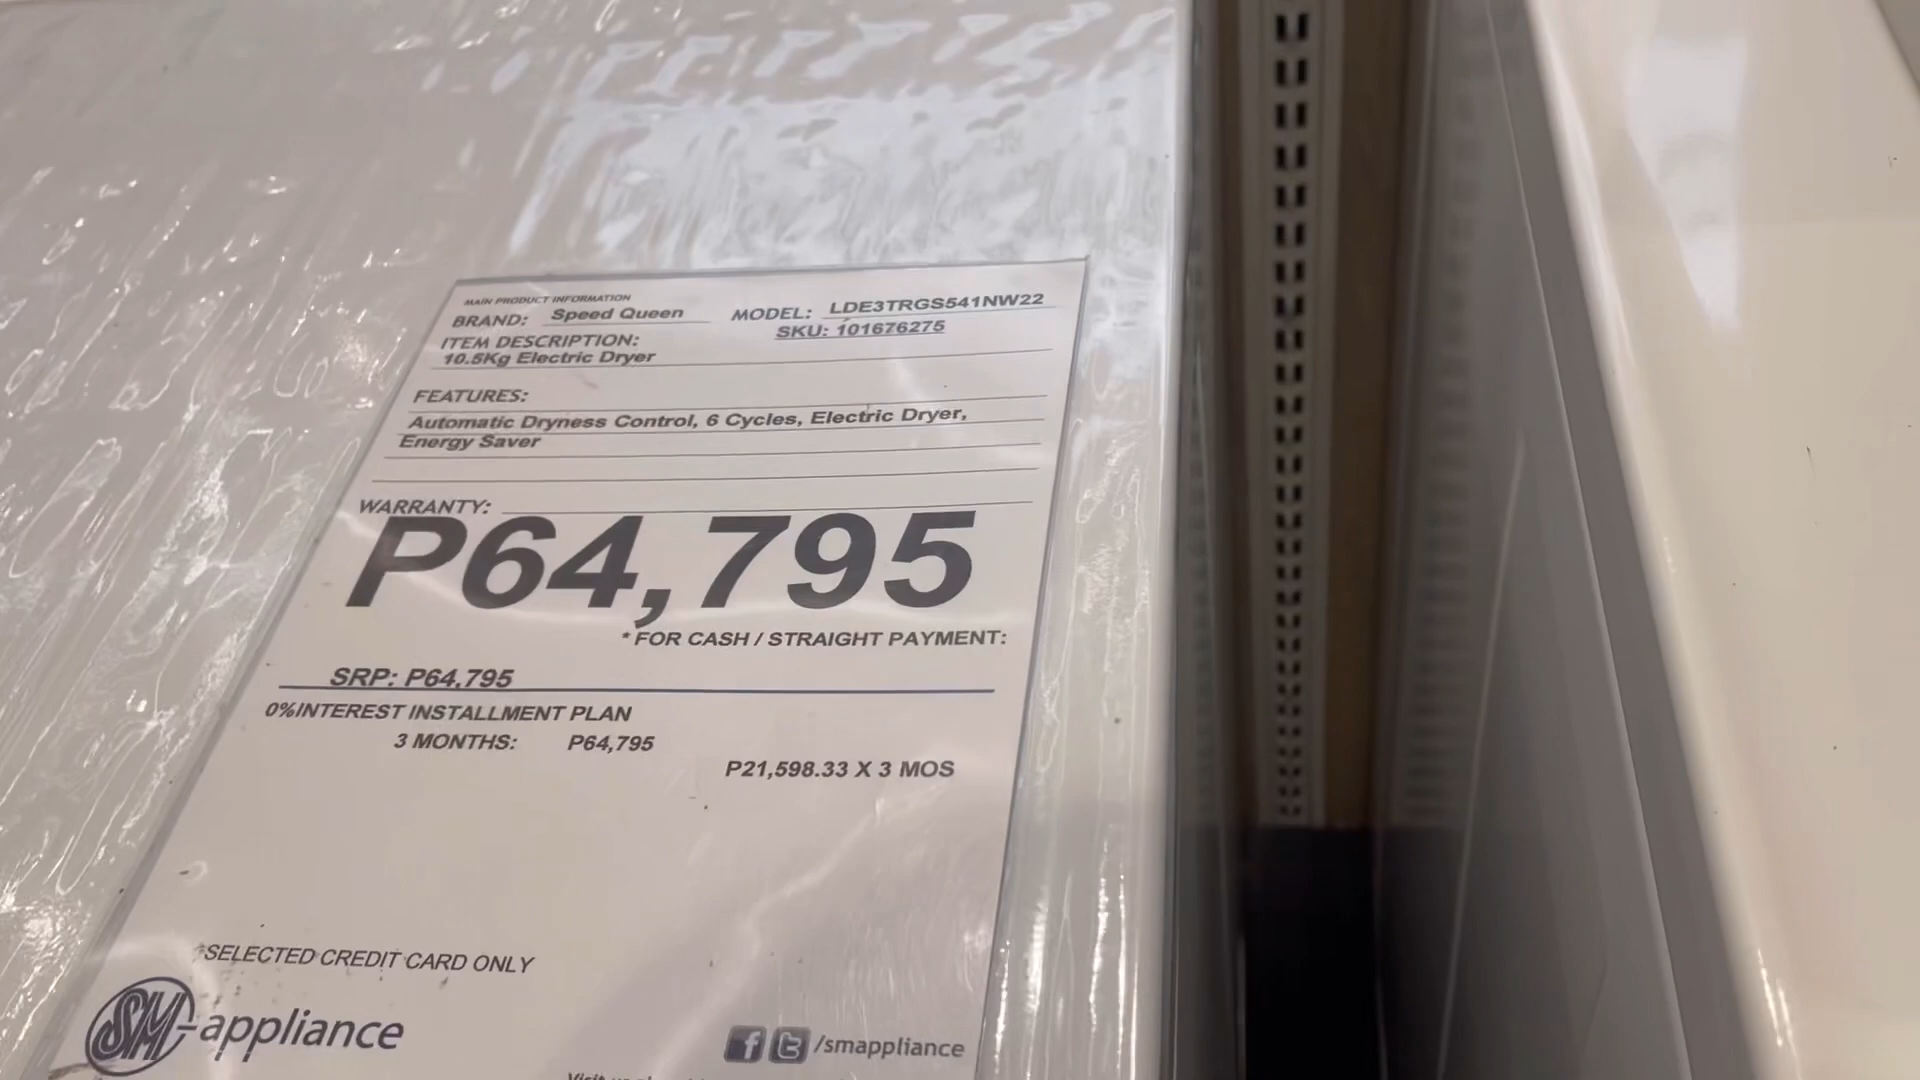 MAIN PRODUCT INFORMATION
BRAND: Speed Queen MODEL: LDE3TRGS541NW22
SKU: 101676275
ITEM DESCRIPTION:
10.5Kg Electric Dryer
FEATURES:
Automatic Dryness Control, 6 Cycles, Electric Dryer,
Energy Saver
WARRANTY:
P64,795
*FOR CASH / STRAIGHT PAYMENT:
SRP: P64,795
0%INTEREST INSTALLMENT PLAN
3 MONTHS: P64,795
P21,598.33 X 3 MOS
*SELECTED CREDIT CARD ONLY
SM-appliance
f t /smappliance